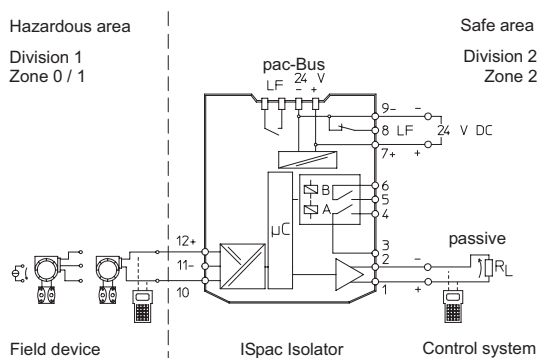 Hazardous area
Safe area
Division 1
Zone 0 / 1
Division 2
Zone 2
pac-Bus
LF 24 V
- +
9- -
8 LF 24 V DC
7+ +
6
B 5
A 4
µC
3
passive
12+
11-
10
2 -
RL
1 +
Field device
ISpac Isolator
Control system